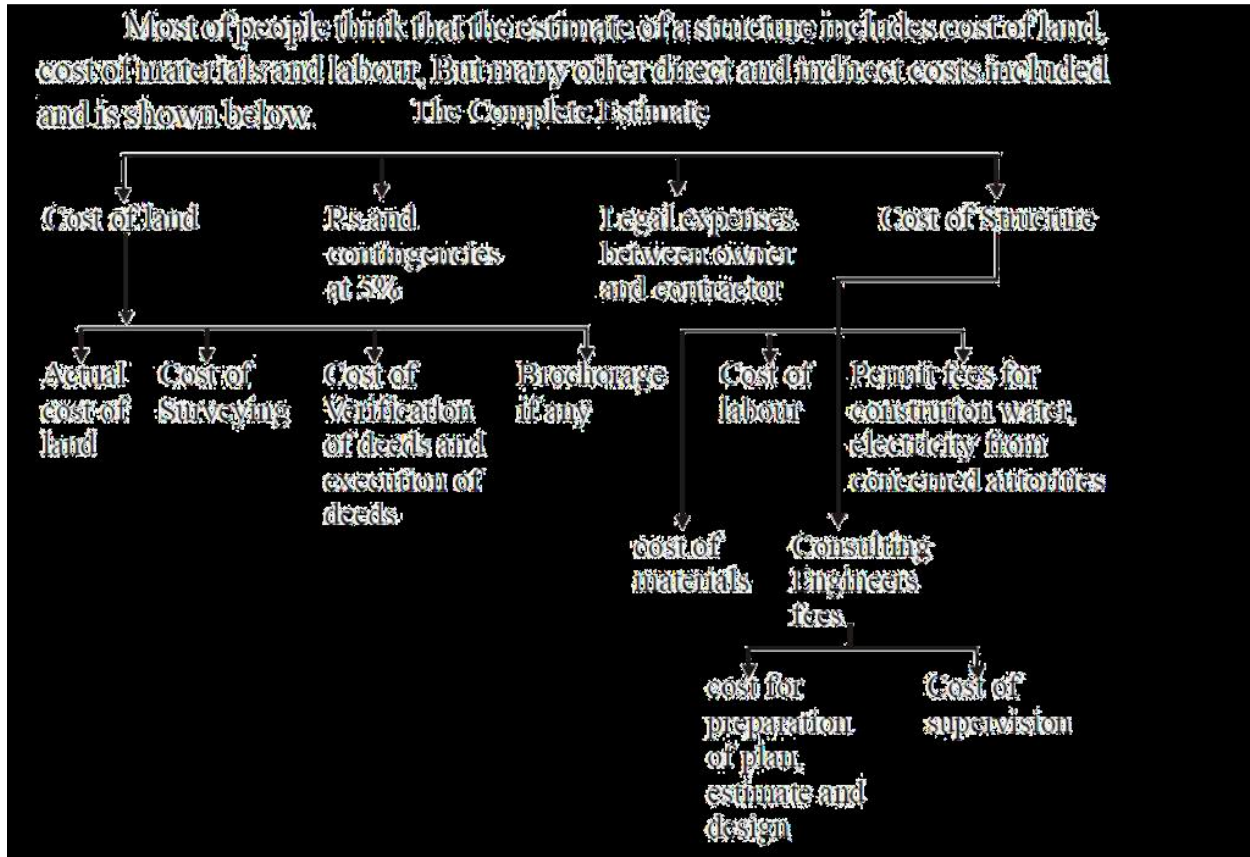 Most of people think that the estimate of a structure includes cost of land,
cost of materials and labour, But many other direct and indirect costs included
and is shown below.
The Complete Estimate
Cost of land
P.s and
contingencies
at 5%
Legal expenses
between owner
and contractor
Cost of Structure
Actual
cost of
land
Cost of
Surveying
Cost of
Verification
of deeds and
execution of
deeds
Brochorage
if any
Cost of
labour
Permit fees for
constrution water,
electricity from
concerned autorities
cost of
materials
Consulting
Engineers
fees
cost for
preparation
of plan,
estimate and
design
Cost of
supervision